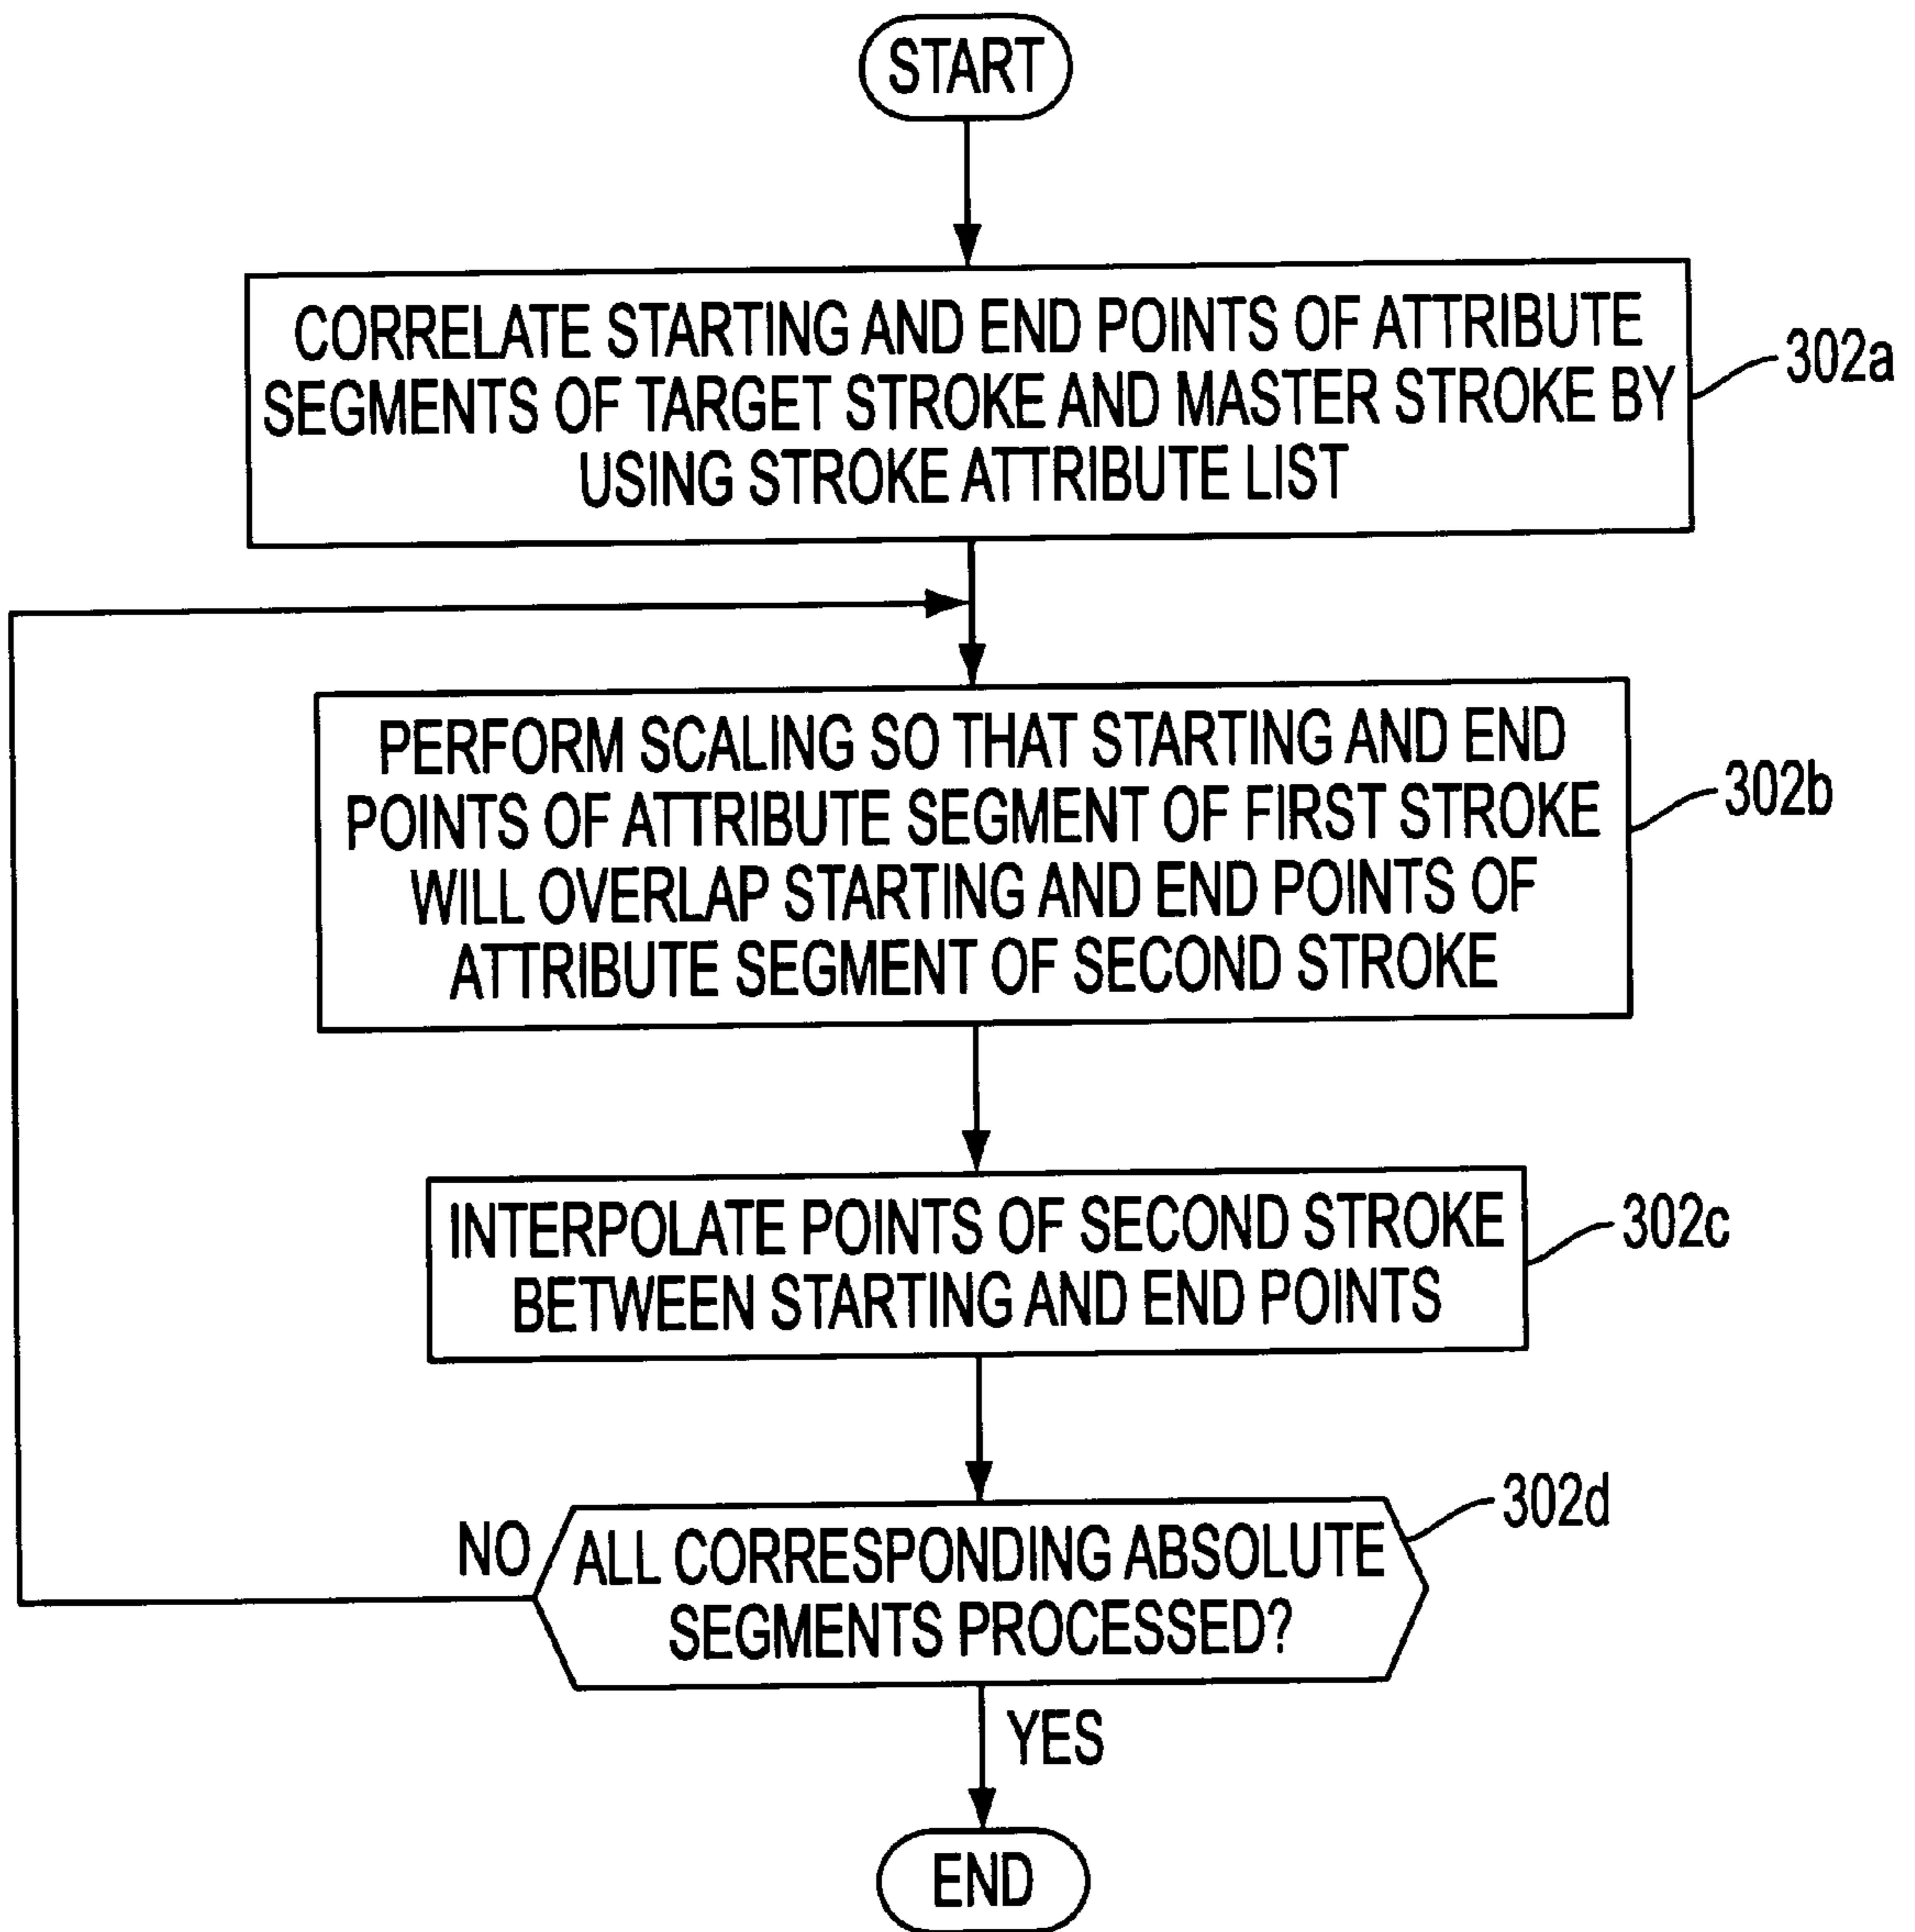 START
CORRELATE STARTING AND END POINTS OF ATTRIBUTE
SEGMENTS OF TARGET STROKE AND MASTER STROKE BY
USING STROKE ATTRIBUTE LIST
302a
PERFORM SCALING SO THAT STARTING AND END
POINTS OF ATTRIBUTE SEGMENT OF FIRST STROKE
WILL OVERLAP STARTING AND END POINTS OF
ATTRIBUTE SEGMENT OF SECOND STROKE
302b
INTERPOLATE POINTS OF SECOND STROKE
BETWEEN STARTING AND END POINTS
302c
NO
ALL CORRESPONDING ABSOLUTE
SEGMENTS PROCESSED?
302d
YES
END